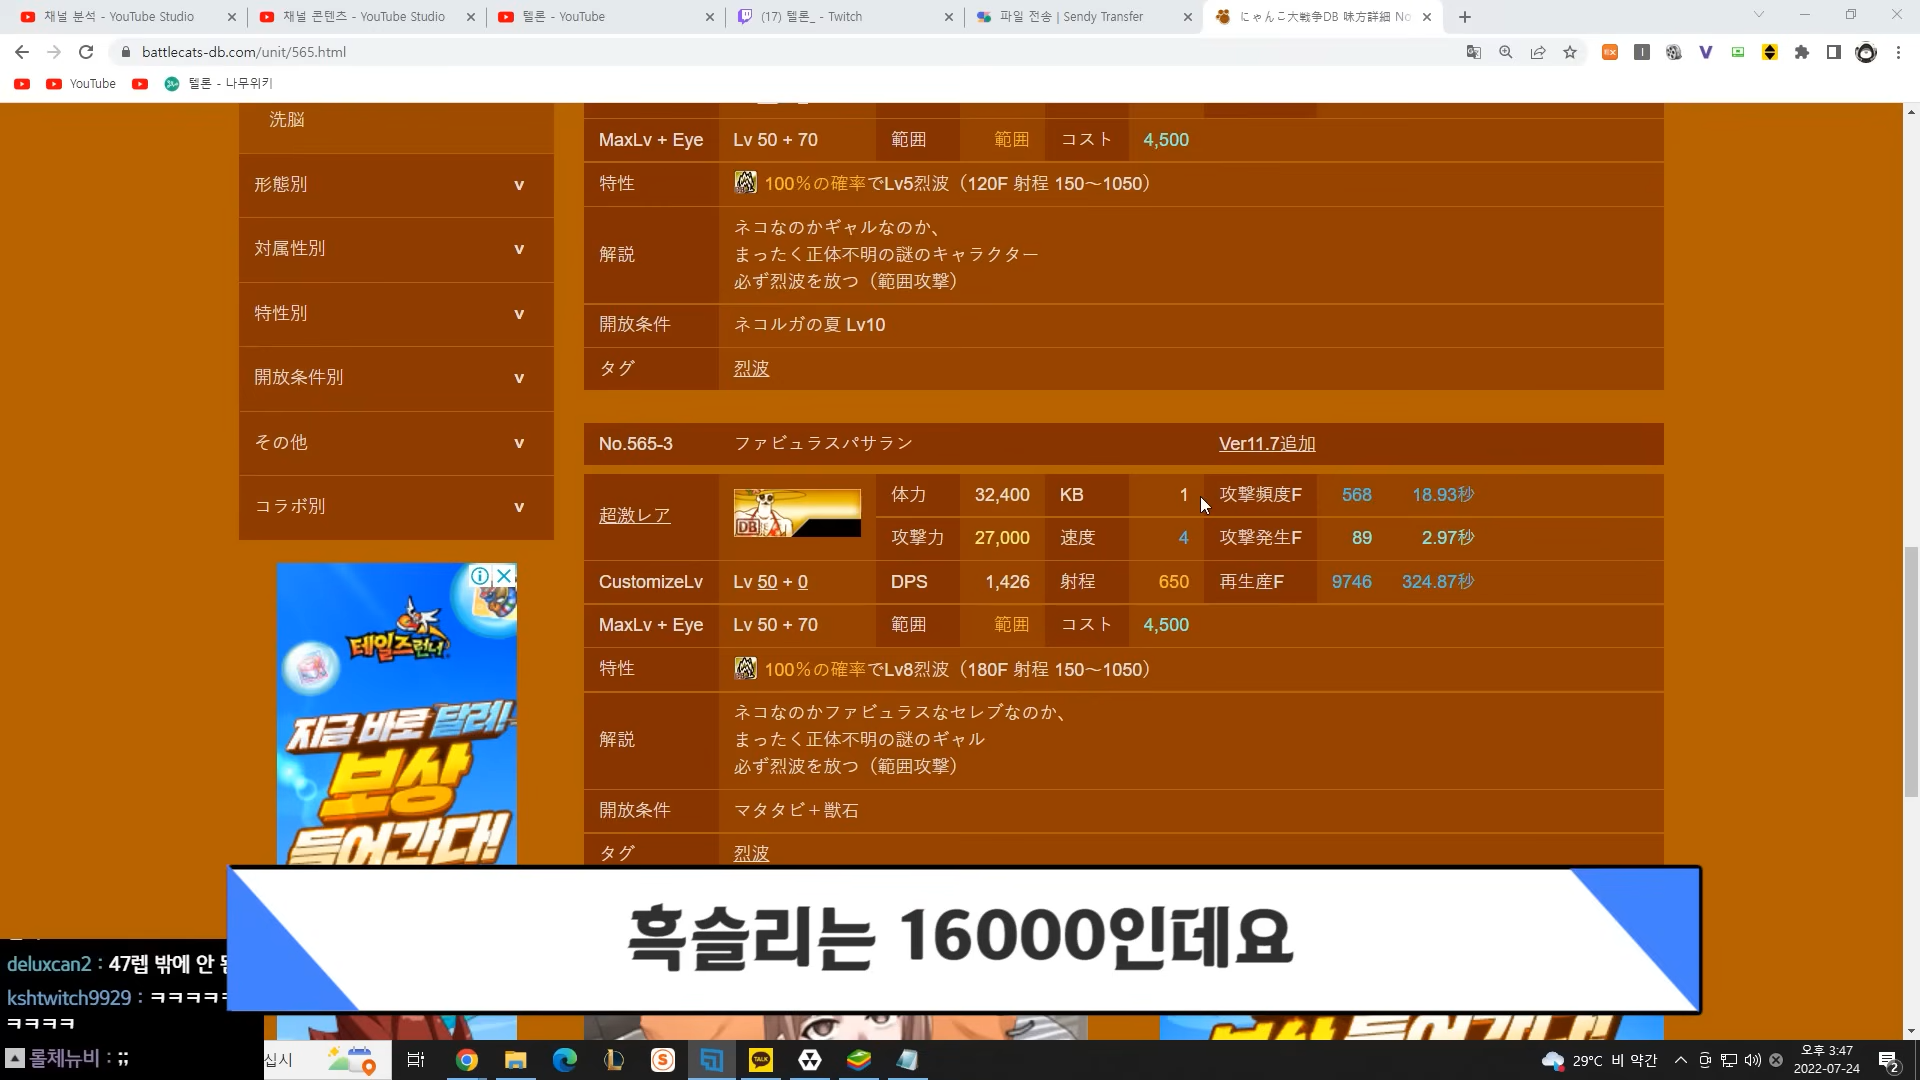 채널 분석 - YouTube Studio
채널 콘텐츠 - YouTube Studio
텔론 - YouTube
(17) 텔론_ - Twitch
파일 전송 | Sendy Transfer
にゃんこ大戦争DB 味方詳細 No
battlecats-db.com/unit/565.html
YouTube
텔론 - 나무위키
洗脳
形態別 v
対属性別 v
特性別 v
開放条件別 v
その他 v
コラボ別 v
MaxLv + Eye Lv 50 + 70 範囲 範囲 コスト 4,500
特性 100%の確率でLv5烈波（120F 射程 150～1050）
解説
ネコなのかギャルなのか、
まったく正体不明の謎のキャラクター
必ず烈波を放つ（範囲攻撃）
開放条件 ネコルガの夏 Lv10
タグ 烈波
No.565-3 ファビュラスパサラン Ver11.7追加
超激レア
体力 32,400 KB 1 攻撃頻度F 568 18.93秒
攻撃力 27,000 速度 4 攻撃発生F 89 2.97秒
CustomizeLv Lv 50 + 0 DPS 1,426 射程 650 再生産F 9746 324.87秒
MaxLv + Eye Lv 50 + 70 範囲 範囲 コスト 4,500
特性 100%の確率でLv8烈波（180F 射程 150～1050）
解説
ネコなのかファビュラスなセレブなのか、
まったく正体不明の謎のギャル
必ず烈波を放つ（範囲攻撃）
開放条件 マタタビ＋獣石
タグ 烈波
테일즈런너
지금 바로 탈레!
보상
들어간다!
흑슬리는 16000인데요
deluxcan2 : 47렙 밖에 안
kshtwitch9929 : ㅋㅋㅋㅋ
ㅋㅋㅋㅋ
롤체뉴비 : ;;
십시
TALK
29°C 비 약간
오후 3:47
2022-07-24
2